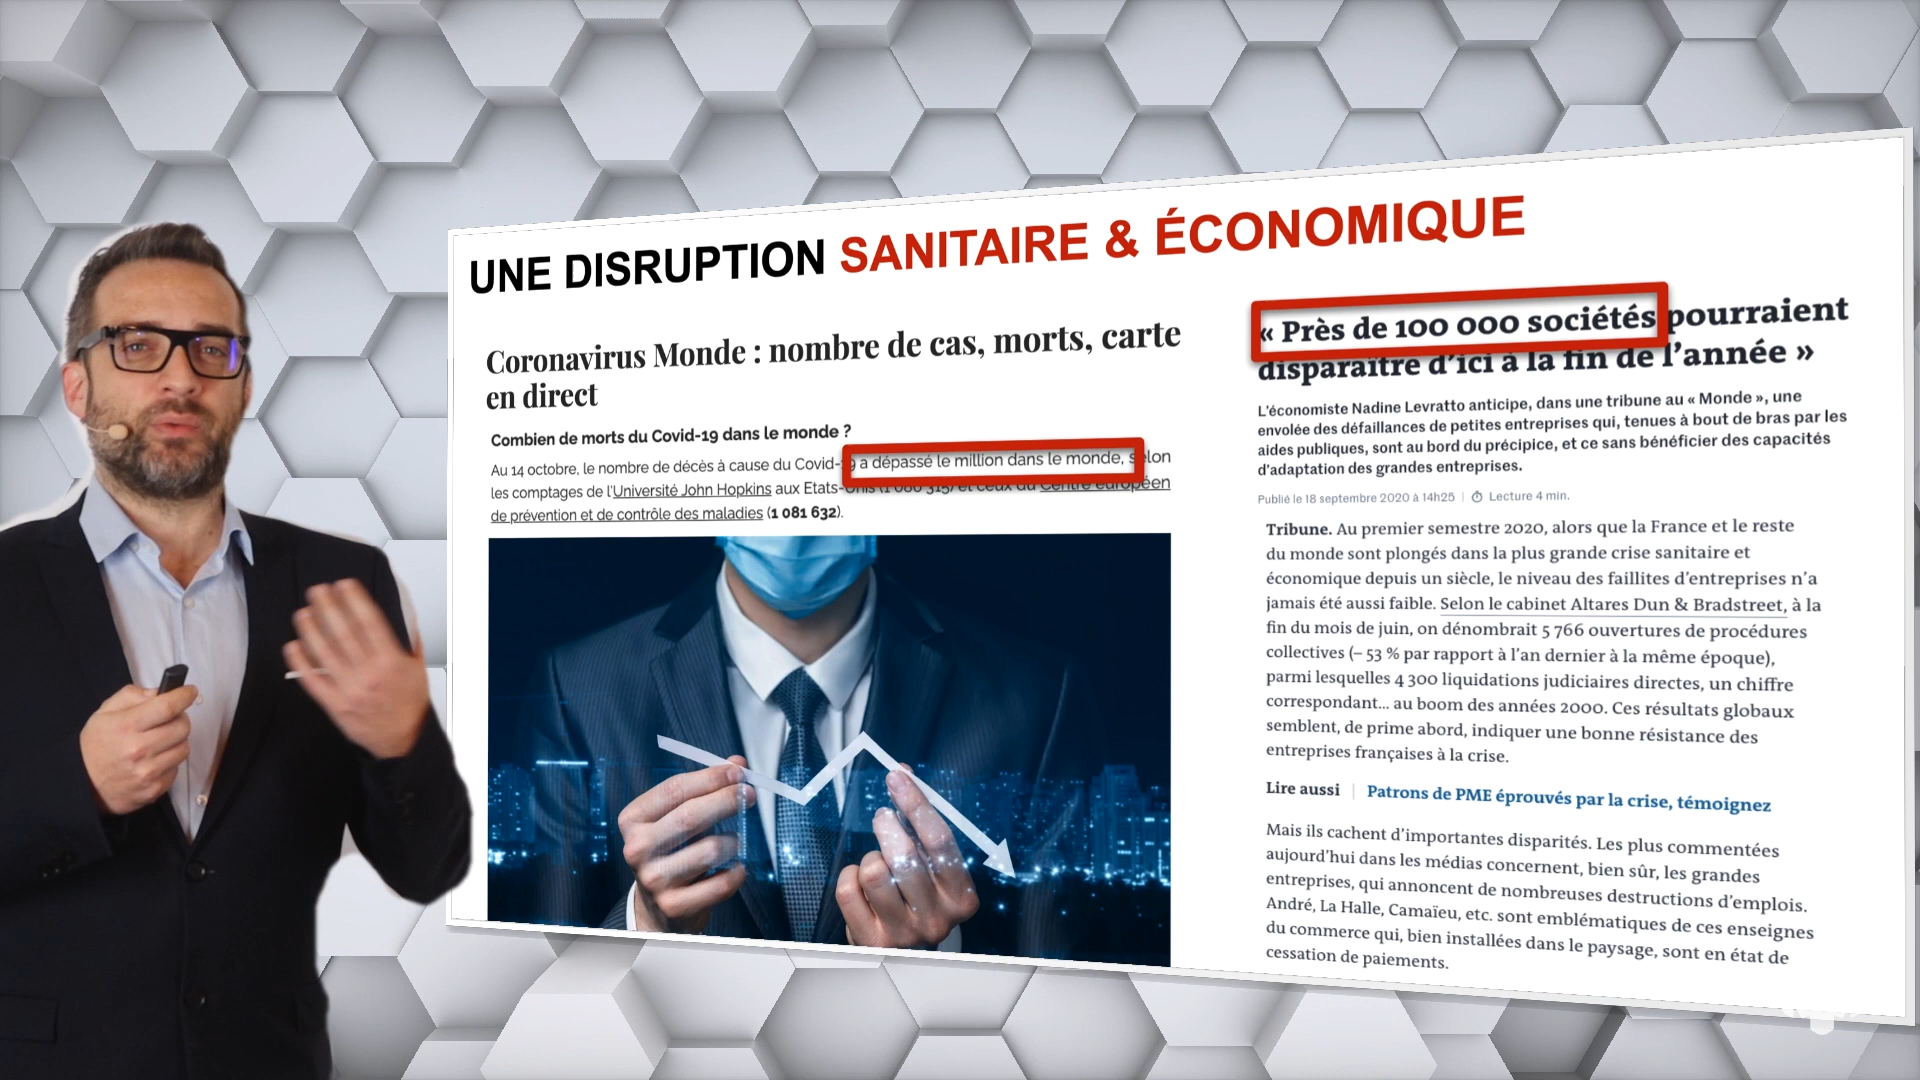 UNE DISRUPTION SANITAIRE & ÉCONOMIQUE
Coronavirus Monde : nombre de cas, morts, carte
en direct
Combien de morts du Covid-19 dans le monde ?
Au 14 octobre, le nombre de décès à cause du Covid-19 a dépassé le million dans le monde, selon
les comptages de l'Université John Hopkins aux Etats-Unis (1 080 315) et ceux du Centre européen
de prévention et de contrôle des maladies (1 081 632).
« Près de 100 000 sociétés pourraient
disparaître d'ici à la fin de l'année »
L'économiste Nadine Levratto anticipe, dans une tribune au « Monde », une
envolée des défaillances de petites entreprises qui, tenues à bout de bras par les
aides publiques, sont au bord du précipice, et ce sans bénéficier des capacités
d'adaptation des grandes entreprises.
Publié le 18 septembre 2020 à 14h25 | Lecture 4 min.
Tribune. Au premier semestre 2020, alors que la France et le reste
du monde sont plongés dans la plus grande crise sanitaire et
économique depuis un siècle, le niveau des faillites d'entreprises n'a
jamais été aussi faible. Selon le cabinet Altares Dun & Bradstreet, à la
fin du mois de juin, on dénombrait 5 766 ouvertures de procédures
collectives (– 53 % par rapport à l'an dernier à la même époque),
parmi lesquelles 4 300 liquidations judiciaires directes, un chiffre
correspondant... au boom des années 2000. Ces résultats globaux
semblent, de prime abord, indiquer une bonne résistance des
entreprises françaises à la crise.
Lire aussi | Patrons de PME éprouvés par la crise, témoignez
Mais ils cachent d'importantes disparités. Les plus commentées
aujourd'hui dans les médias concernent, bien sûr, les grandes
entreprises, qui annoncent de nombreuses destructions d'emplois.
André, La Halle, Camaïeu, etc. sont emblématiques de ces enseignes
du commerce qui, bien installées dans le paysage, sont en état de
cessation de paiements.